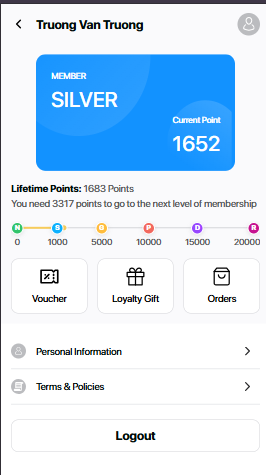 Truong Van Truong
MEMBER
SILVER
Current Point
1652
Lifetime Points: 1683 Points
You need 3317 points to go to the next level of membership
N S G P D R
0 1000 5000 10000 15000 20000
Voucher Loyalty Gift Orders
Personal Information
Terms & Policies
Logout